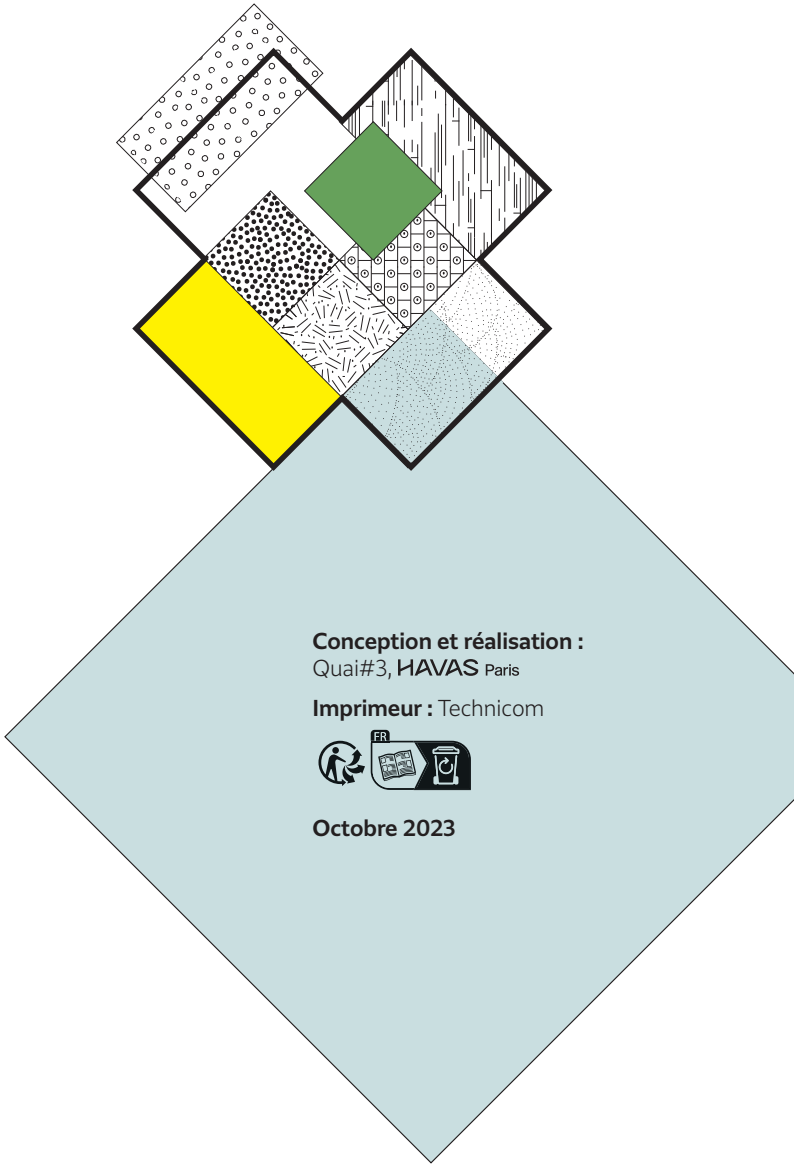 Conception et réalisation :
Quai#3, HAVAS Paris
Imprimeur : Technicom
FR
Octobre 2023